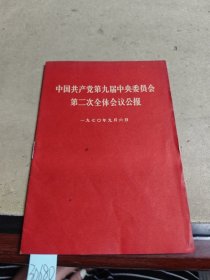 中国共产党第九届中央委员会
第二次全体会议公报
一九七〇年九月六日